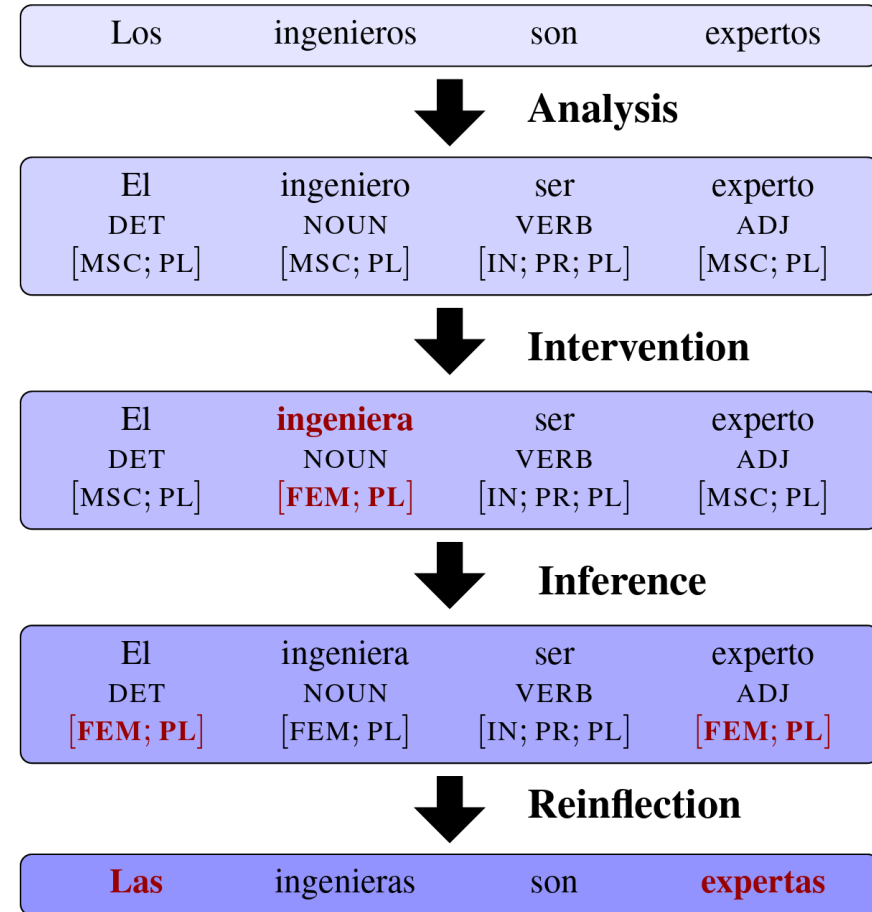 Los ingenieros son expertos
Analysis
El ingeniero ser experto
DET NOUN VERB ADJ
[MSC; PL] [MSC; PL] [IN; PR; PL] [MSC; PL]
Intervention
El ingeniera ser experto
DET NOUN VERB ADJ
[MSC; PL] [FEM; PL] [IN; PR; PL] [MSC; PL]
Inference
El ingeniera ser experto
DET NOUN VERB ADJ
[FEM; PL] [FEM; PL] [IN; PR; PL] [FEM; PL]
Reinflection
Las ingenieras son expertas